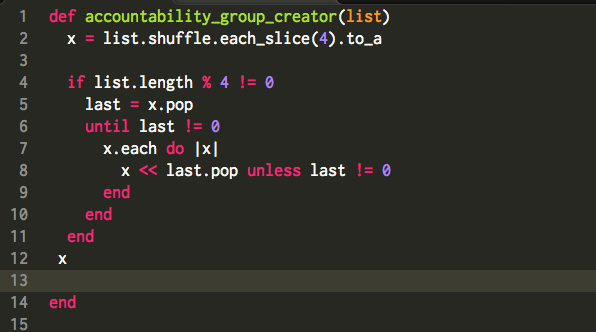 1 def accountability_group_creator(list)
2   x = list.shuffle.each_slice(4).to_a
3
4   if list.length % 4 != 0
5     last = x.pop
6     until last != 0
7       x.each do |x|
8         x << last.pop unless last != 0
9       end
10     end
11   end
12  x
13
14 end
15